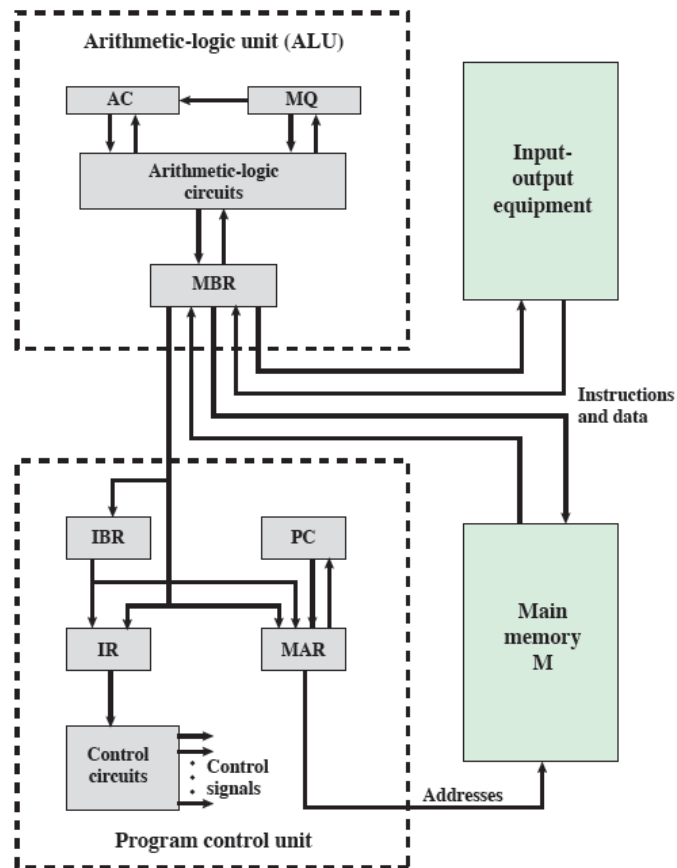 Arithmetic-logic unit (ALU)
AC
MQ
Arithmetic-logic
circuits
MBR
Input-
output
equipment
Instructions
and data
IBR
PC
IR
MAR
Main
memory
M
Control
circuits
Control
signals
Addresses
Program control unit